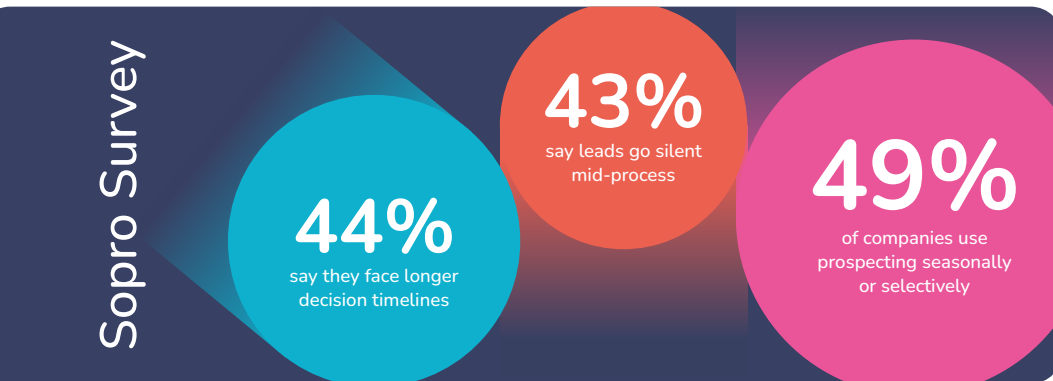 Sopro Survey
44%
say they face longer
decision timelines
43%
say leads go silent
mid-process
49%
of companies use
prospecting seasonally
or selectively